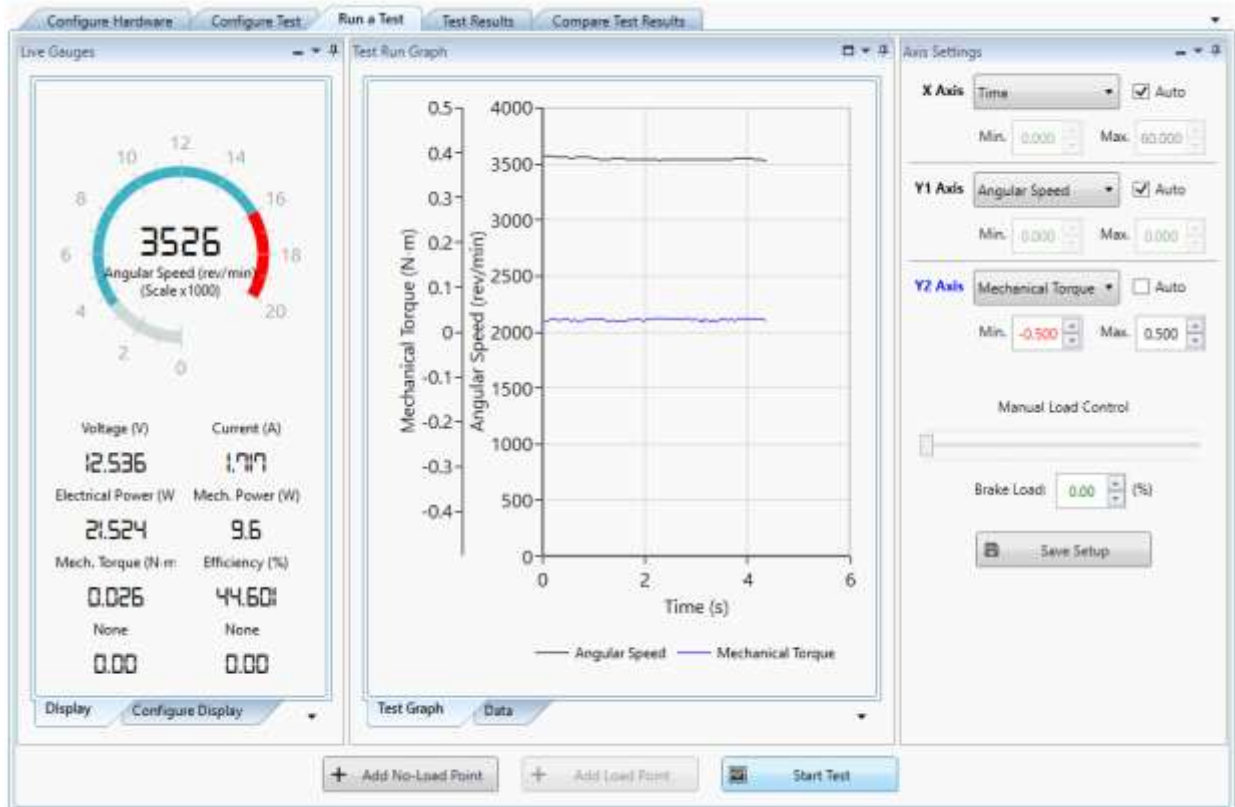 Configure Hardware
Configure Test
Run a Test
Test Results
Compare Test Results
Live Gauges
0
2
4
6
8
10
12
14
16
18
20
3526
Angular Speed (rev/min)
(Scale x1000)
Voltage (V)
Current (A)
12.536
1.717
Electrical Power (W
Mech. Power (W)
21.524
9.6
Mech. Torque (N·m
Efficiency (%)
0.026
44.601
None
None
0.00
0.00
Display
Configure Display
Test Run Graph
Mechanical Torque (N·m)
0.5
0.4
0.3
0.2
0.1
0
-0.1
-0.2
-0.3
-0.4
Angular Speed (rev/min)
4000
3500
3000
2500
2000
1500
1000
500
0
0
2
4
6
Time (s)
Angular Speed
Mechanical Torque
Test Graph
Data
Axis Settings
X Axis
Time
Auto
Min. 0.000
Max. 60.000
Y1 Axis
Angular Speed
Auto
Min. 0.000
Max. 0.000
Y2 Axis
Mechanical Torque
Auto
Min. -0.500
Max. 0.500
Manual Load Control
Brake Load: 0.00 (%)
Save Setup
Add No-Load Point
Add Load Point
Start Test